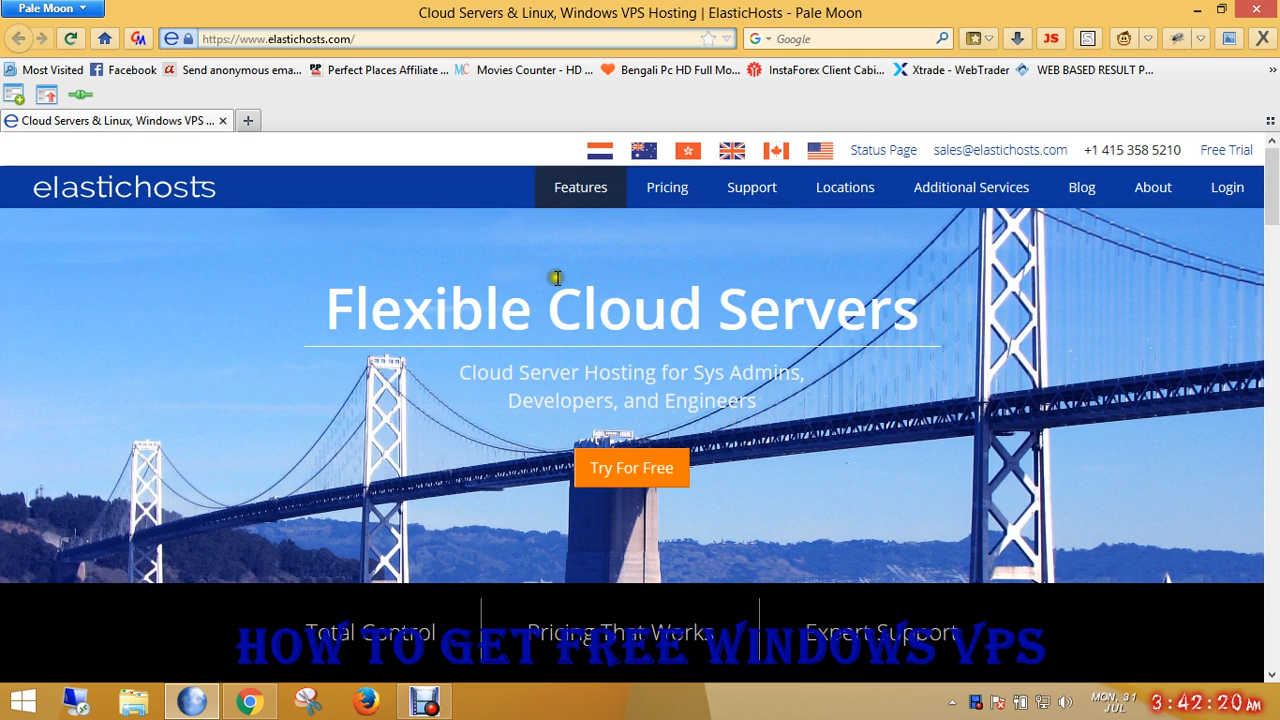 Pale Moon
Cloud Servers & Linux, Windows VPS Hosting | ElasticHosts - Pale Moon
https://www.elastichosts.com/
Google
Most Visited
Facebook
Send anonymous ema...
Perfect Places Affiliate ...
Movies Counter - HD ...
Bengali Pc HD Full Mo...
InstaForex Client Cabi...
Xtrade - WebTrader
WEB BASED RESULT P...
Cloud Servers & Linux, Windows VPS ...
Status Page
sales@elastichosts.com
+1 415 358 5210
Free Trial
elastichosts
Features
Pricing
Support
Locations
Additional Services
Blog
About
Login
Flexible Cloud Servers
Cloud Server Hosting for Sys Admins,
Developers, and Engineers
Try For Free
Total Control
Pricing That Works
Expert Support
HOW TO GET FREE WINDOWS VPS
MON, 31
JUL
3:42:20 AM